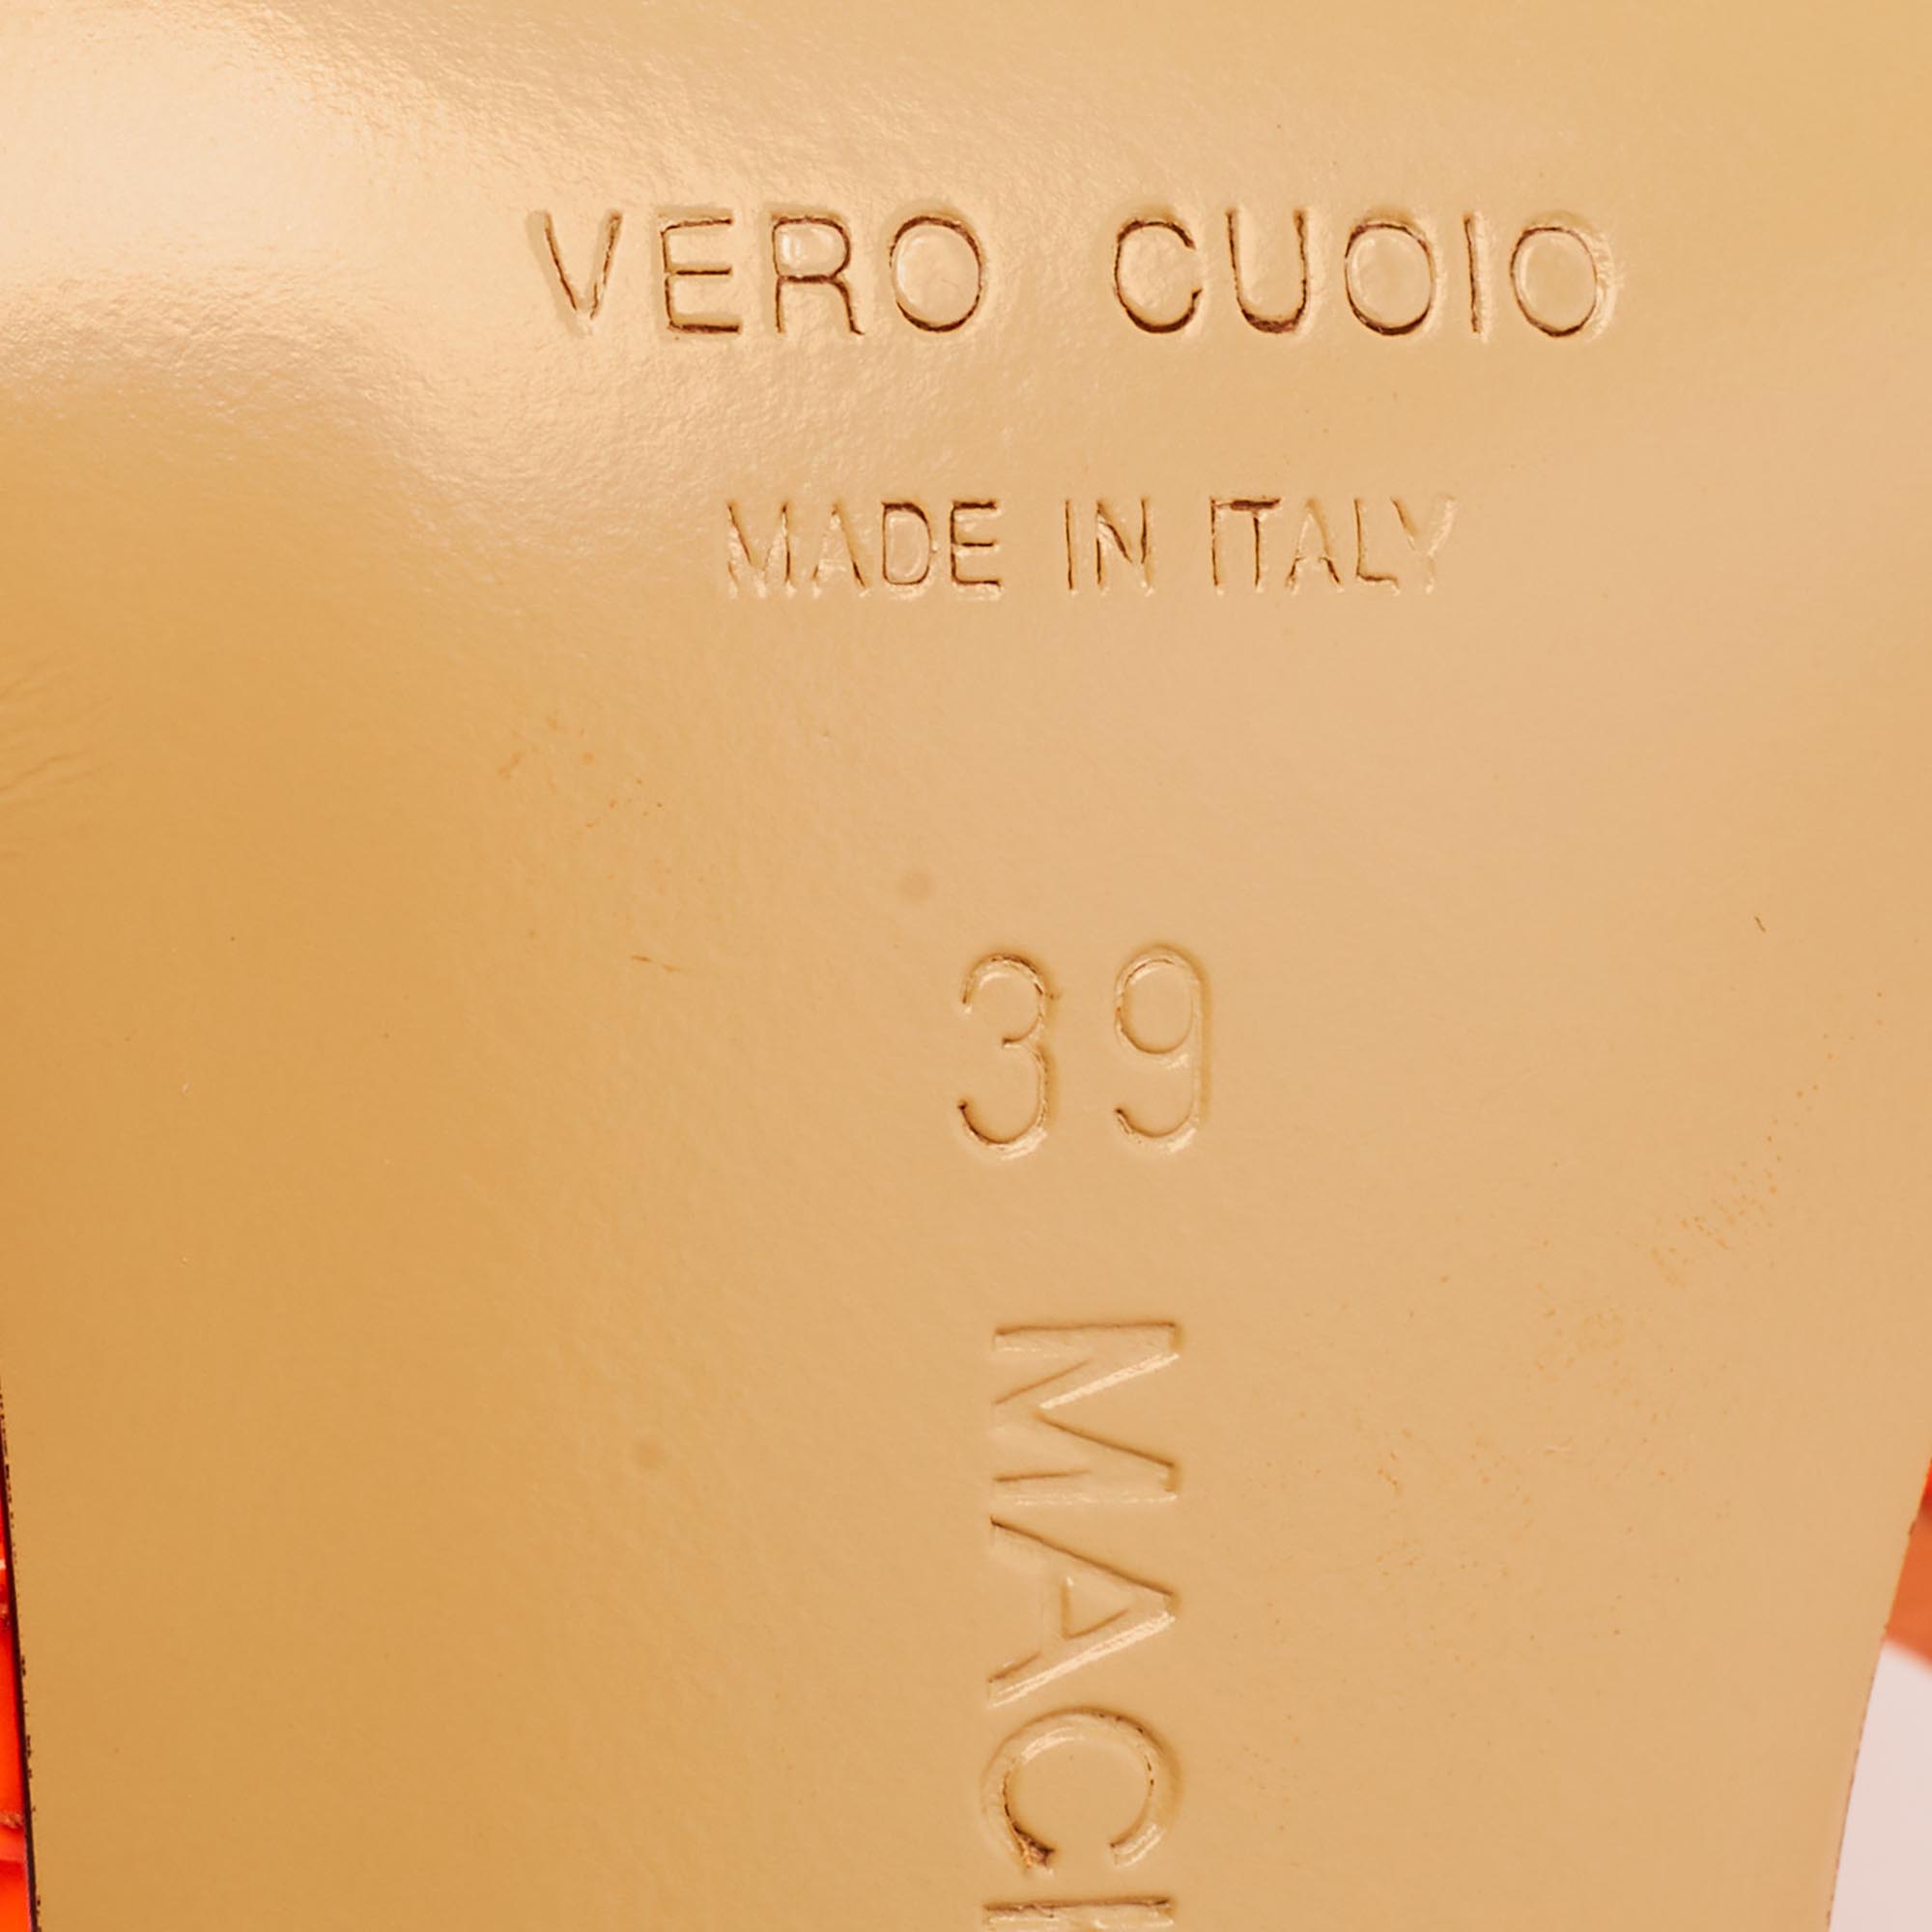 VERO CUOIO
MADE IN ITALY
39
MAC